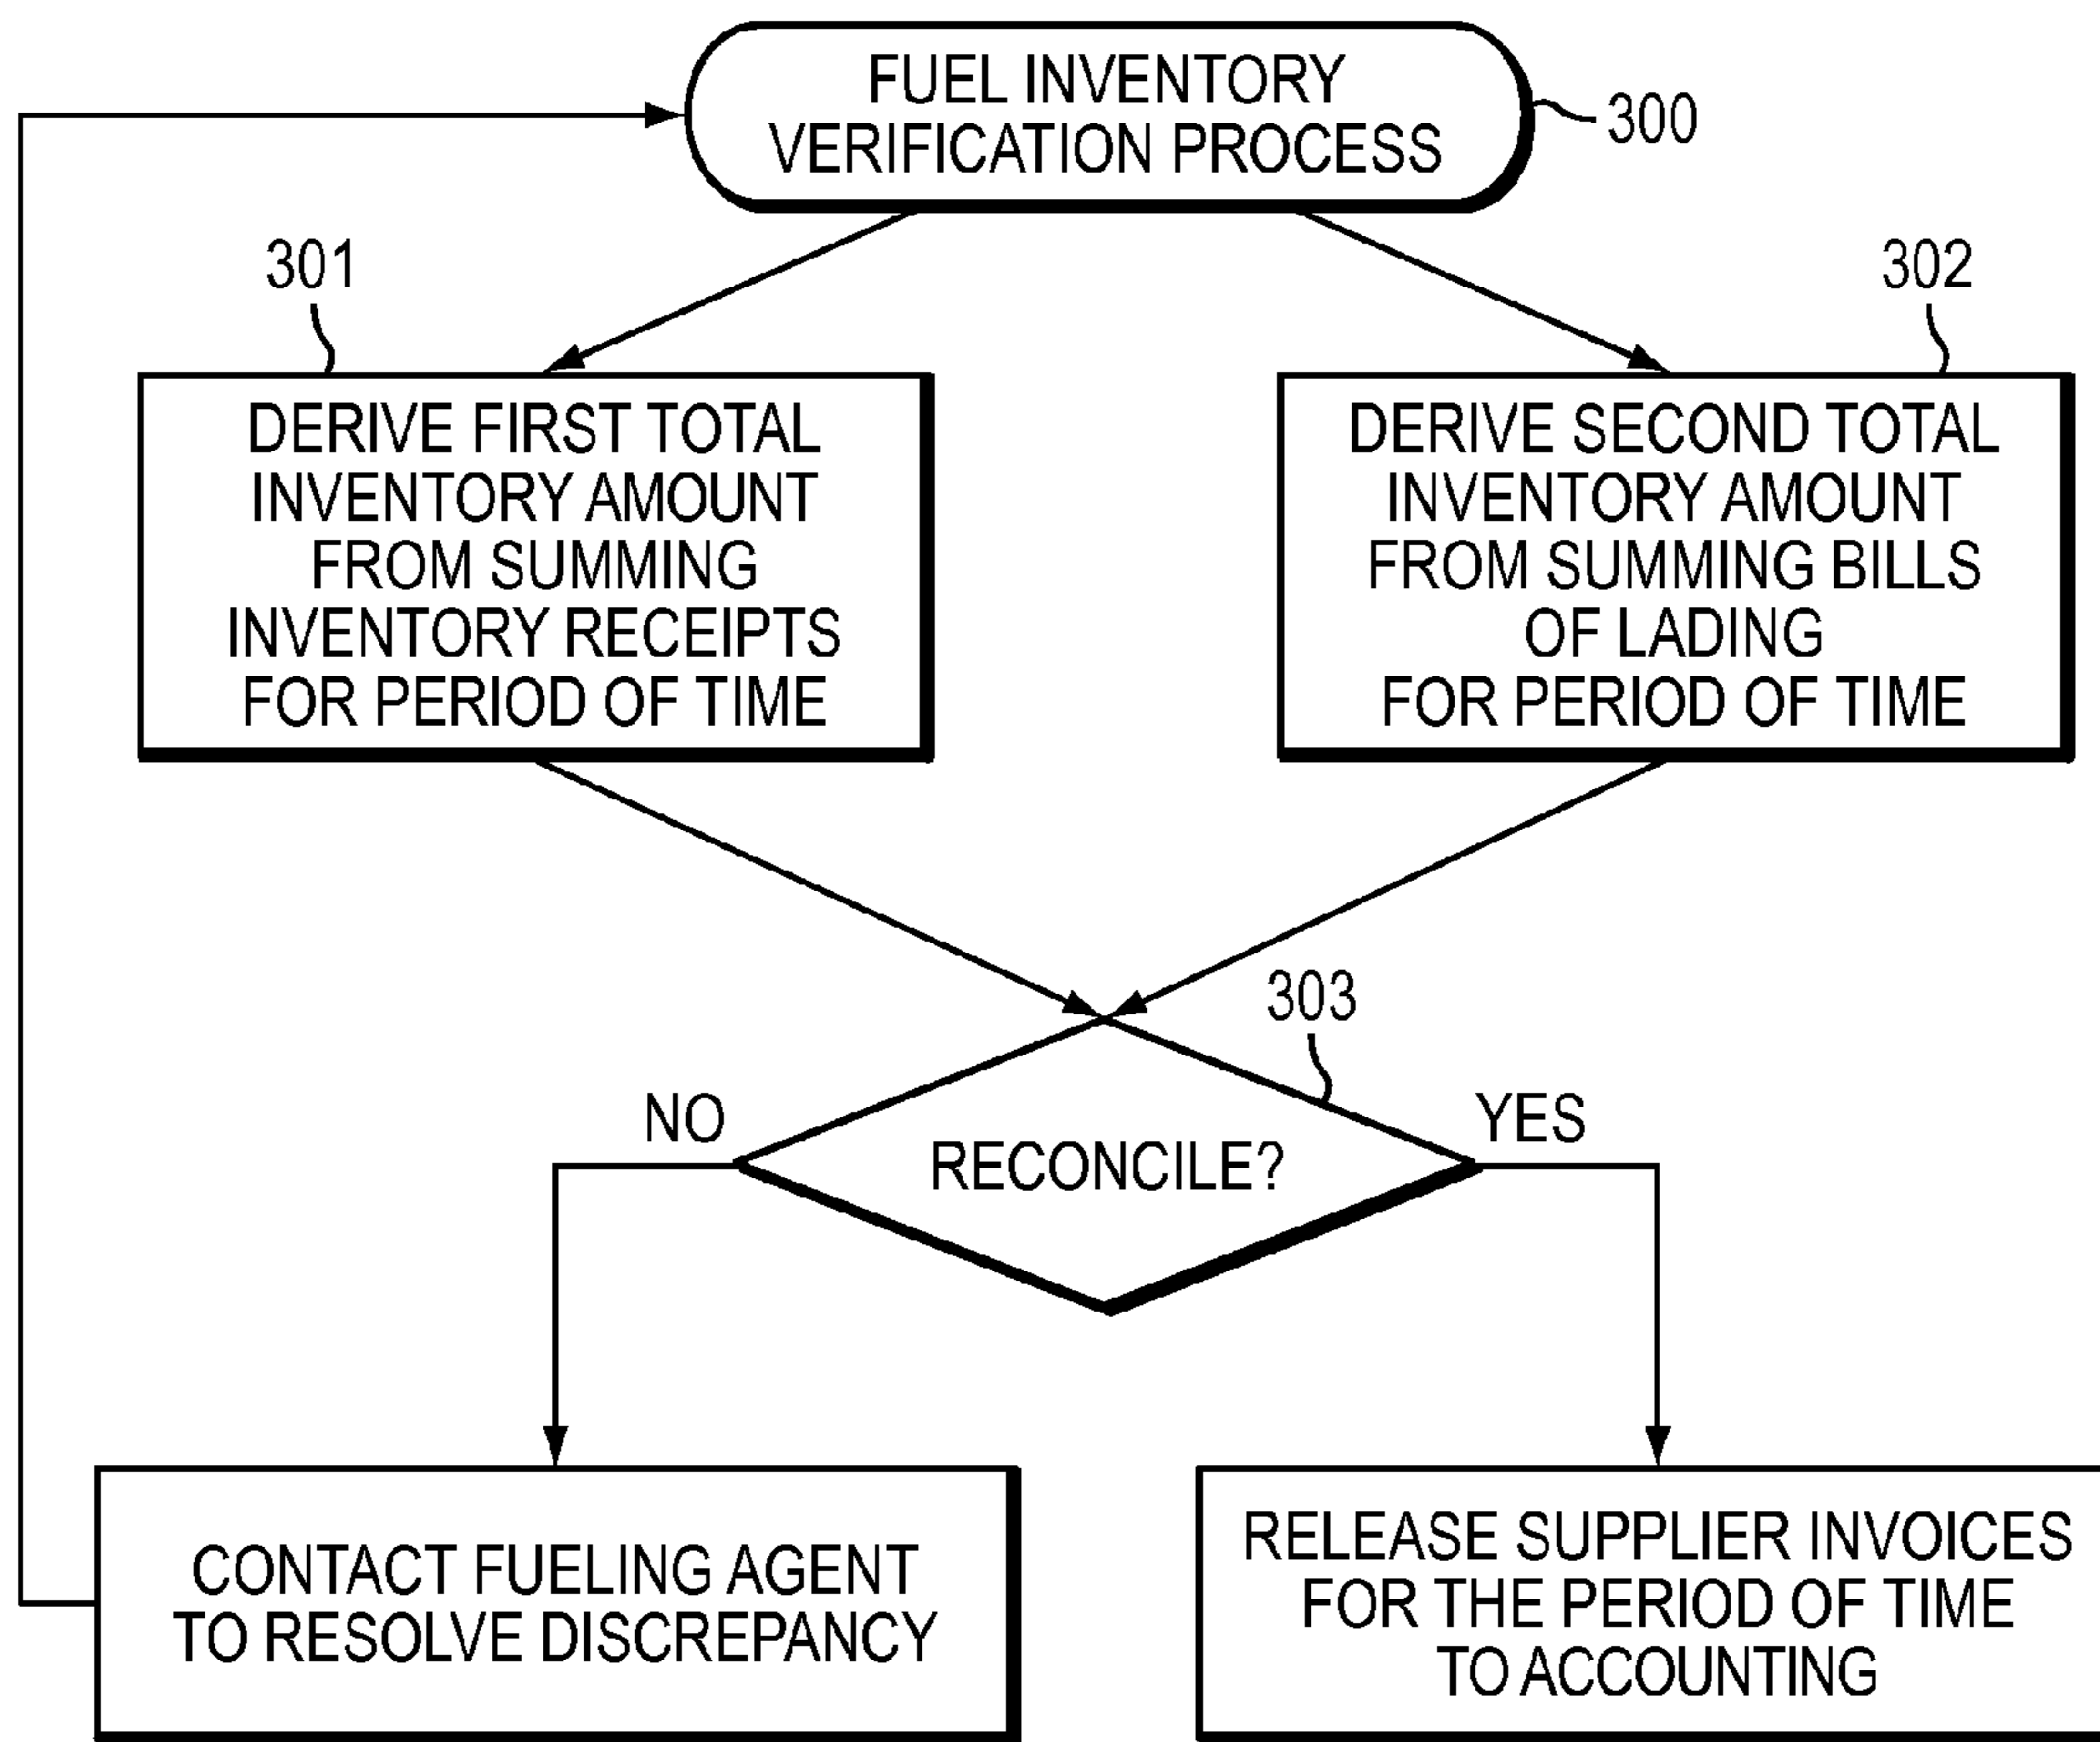 FUEL INVENTORY
VERIFICATION PROCESS
300
301
302
DERIVE FIRST TOTAL
INVENTORY AMOUNT
FROM SUMMING
INVENTORY RECEIPTS
FOR PERIOD OF TIME
DERIVE SECOND TOTAL
INVENTORY AMOUNT
FROM SUMMING BILLS
OF LADING
FOR PERIOD OF TIME
303
NO
YES
RECONCILE?
CONTACT FUELING AGENT
TO RESOLVE DISCREPANCY
RELEASE SUPPLIER INVOICES
FOR THE PERIOD OF TIME
TO ACCOUNTING